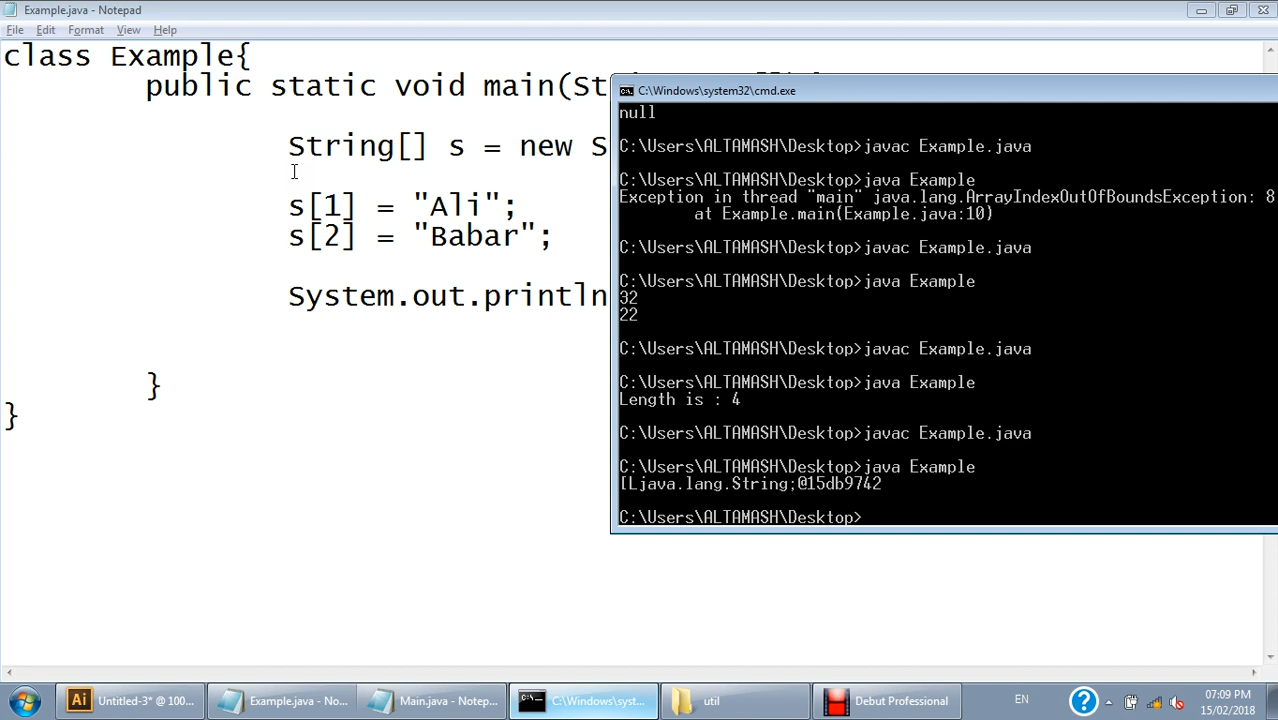 Example.java - Notepad
File Edit Format View Help
class Example{
public static void main(St
String[] s = new S
s[1] = "Ali";
s[2] = "Babar";
System.out.println
}
}
C:\Windows\system32\cmd.exe
null
C:\Users\ALTAMASH\Desktop>javac Example.java
C:\Users\ALTAMASH\Desktop>java Example
Exception in thread "main" java.lang.ArrayIndexOutOfBoundsException: 8
at Example.main(Example.java:10)
C:\Users\ALTAMASH\Desktop>javac Example.java
C:\Users\ALTAMASH\Desktop>java Example
32
22
C:\Users\ALTAMASH\Desktop>javac Example.java
C:\Users\ALTAMASH\Desktop>java Example
Length is : 4
C:\Users\ALTAMASH\Desktop>javac Example.java
C:\Users\ALTAMASH\Desktop>java Example
[Ljava.lang.String;@15db9742
C:\Users\ALTAMASH\Desktop>
Ai Untitled-3* @ 100... Example.java - No... Main.java - Notep... C:\Windows\syst... util Debut Professional EN 07:09 PM
15/02/2018